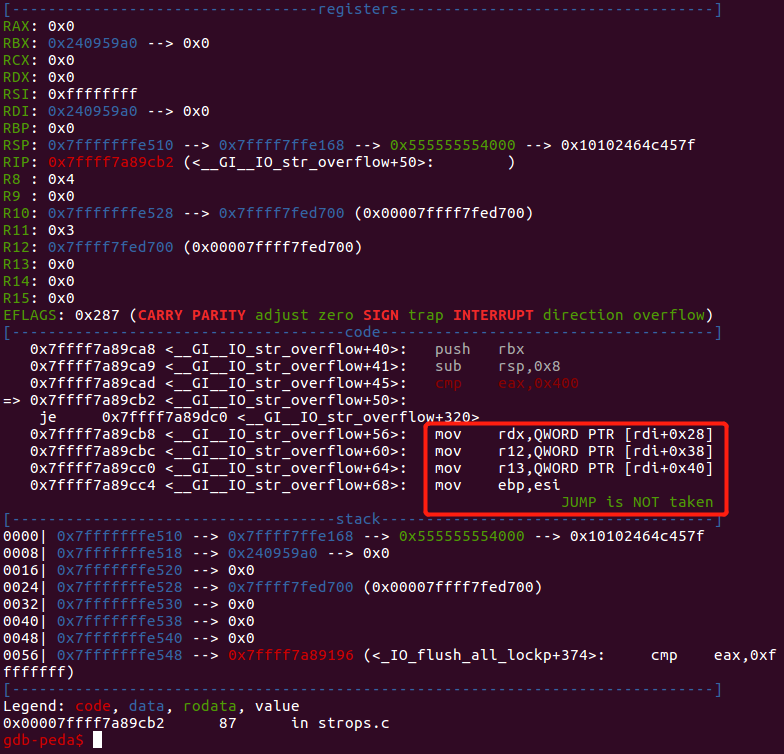 [----------------------------------registers-----------------------------------]
RAX: 0x0
RBX: 0x240959a0 --> 0x0
RCX: 0x0
RDX: 0x0
RSI: 0xffffffff
RDI: 0x240959a0 --> 0x0
RBP: 0x0
RSP: 0x7fffffffe510 --> 0x7ffff7ffe168 --> 0x555555554000 --> 0x10102464c457f
RIP: 0x7ffff7a89cb2 (<__GI__IO_str_overflow+50>:        )
R8 : 0x4
R9 : 0x0
R10: 0x7fffffffe528 --> 0x7ffff7fed700 (0x00007ffff7fed700)
R11: 0x3
R12: 0x7ffff7fed700 (0x00007ffff7fed700)
R13: 0x0
R14: 0x0
R15: 0x0
EFLAGS: 0x287 (CARRY PARITY adjust zero SIGN trap INTERRUPT direction overflow)
[-------------------------------------code-------------------------------------]
   0x7ffff7a89ca8 <__GI__IO_str_overflow+40>:   push   rbx
   0x7ffff7a89ca9 <__GI__IO_str_overflow+41>:   sub    rsp,0x8
   0x7ffff7a89cad <__GI__IO_str_overflow+45>:   cmp    eax,0x400
=> 0x7ffff7a89cb2 <__GI__IO_str_overflow+50>:
    je     0x7ffff7a89dc0 <__GI__IO_str_overflow+320>
   0x7ffff7a89cb8 <__GI__IO_str_overflow+56>:   mov    rdx,QWORD PTR [rdi+0x28]
   0x7ffff7a89cbc <__GI__IO_str_overflow+60>:   mov    r12,QWORD PTR [rdi+0x38]
   0x7ffff7a89cc0 <__GI__IO_str_overflow+64>:   mov    r13,QWORD PTR [rdi+0x40]
   0x7ffff7a89cc4 <__GI__IO_str_overflow+68>:   mov    ebp,esi
                                                              JUMP is NOT taken
[------------------------------------stack-------------------------------------]
0000| 0x7fffffffe510 --> 0x7ffff7ffe168 --> 0x555555554000 --> 0x10102464c457f
0008| 0x7fffffffe518 --> 0x240959a0 --> 0x0
0016| 0x7fffffffe520 --> 0x0
0024| 0x7fffffffe528 --> 0x7ffff7fed700 (0x00007ffff7fed700)
0032| 0x7fffffffe530 --> 0x0
0040| 0x7fffffffe538 --> 0x0
0048| 0x7fffffffe540 --> 0x0
0056| 0x7fffffffe548 --> 0x7ffff7a89196 (<_IO_flush_all_lockp+374>:     cmp    eax,0xf
fffffff)
[------------------------------------------------------------------------------]
Legend: code, data, rodata, value
0x00007ffff7a89cb2      87      in strops.c
gdb-peda$